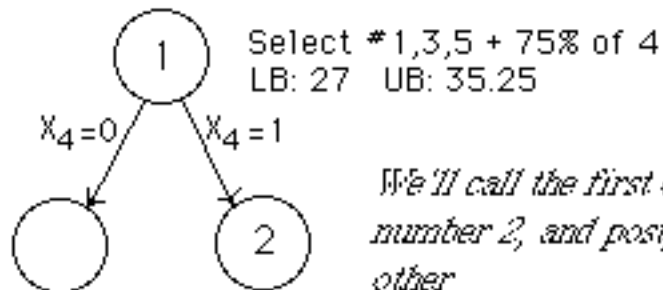 1
Select #1,3,5 + 75% of 4
LB: 27 UB: 35.25
X4=0
X4=1
2
We'll call the first
number 2, and
other